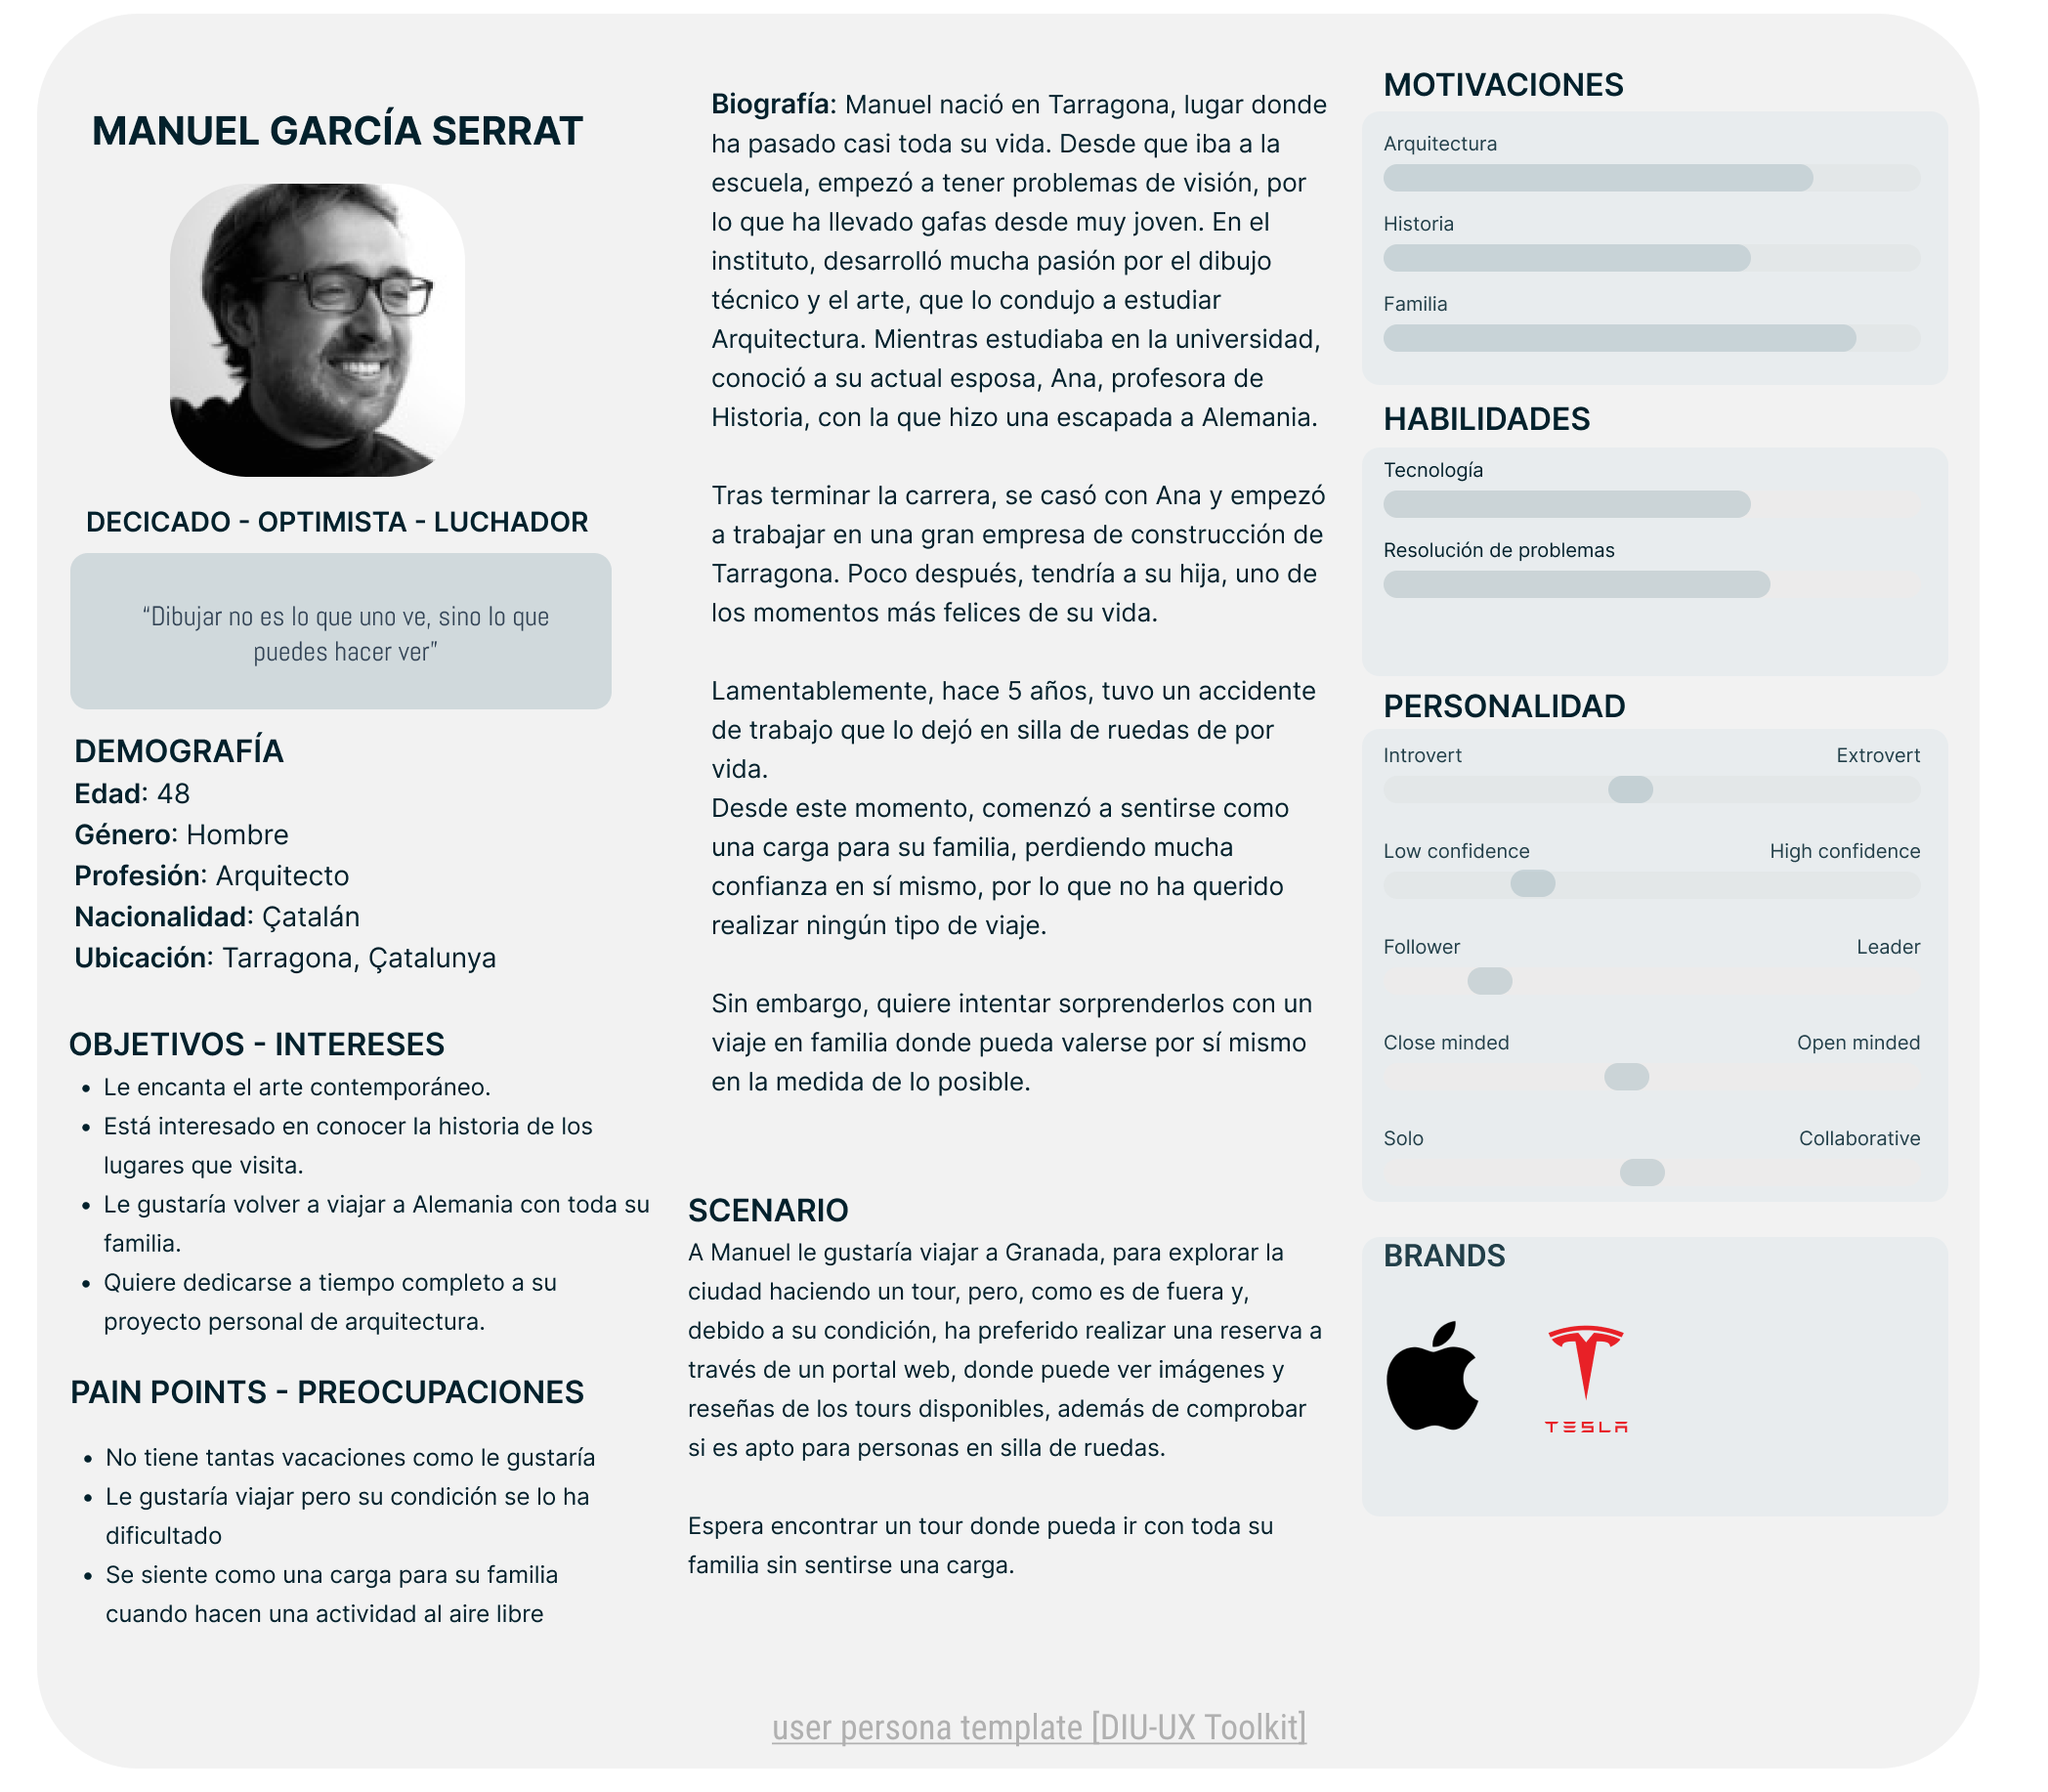 MANUEL GARCÍA SERRAT
DECICADO - OPTIMISTA - LUCHADOR
“Dibujar no es lo que uno ve, sino lo que
puedes hacer ver”
DEMOGRAFÍA
Edad: 48
Género: Hombre
Profesión: Arquitecto
Nacionalidad: Çatalán
Ubicación: Tarragona, Çatalunya
OBJETIVOS - INTERESES
• Le encanta el arte contemporáneo.
• Está interesado en conocer la historia de los
lugares que visita.
• Le gustaría volver a viajar a Alemania con toda su
familia.
• Quiere dedicarse a tiempo completo a su
proyecto personal de arquitectura.
PAIN POINTS - PREOCUPACIONES
• No tiene tantas vacaciones como le gustaría
• Le gustaría viajar pero su condición se lo ha
dificultado
• Se siente como una carga para su familia
cuando hacen una actividad al aire libre
Biografía: Manuel nació en Tarragona, lugar donde
ha pasado casi toda su vida. Desde que iba a la
escuela, empezó a tener problemas de visión, por
lo que ha llevado gafas desde muy joven. En el
instituto, desarrolló mucha pasión por el dibujo
técnico y el arte, que lo condujo a estudiar
Arquitectura. Mientras estudiaba en la universidad,
conoció a su actual esposa, Ana, profesora de
Historia, con la que hizo una escapada a Alemania.
Tras terminar la carrera, se casó con Ana y empezó
a trabajar en una gran empresa de construcción de
Tarragona. Poco después, tendría a su hija, uno de
los momentos más felices de su vida.
Lamentablemente, hace 5 años, tuvo un accidente
de trabajo que lo dejó en silla de ruedas de por
vida.
Desde este momento, comenzó a sentirse como
una carga para su familia, perdiendo mucha
confianza en sí mismo, por lo que no ha querido
realizar ningún tipo de viaje.
Sin embargo, quiere intentar sorprenderlos con un
viaje en familia donde pueda valerse por sí mismo
en la medida de lo posible.
SCENARIO
A Manuel le gustaría viajar a Granada, para explorar la
ciudad haciendo un tour, pero, como es de fuera y,
debido a su condición, ha preferido realizar una reserva a
través de un portal web, donde puede ver imágenes y
reseñas de los tours disponibles, además de comprobar
si es apto para personas en silla de ruedas.
Espera encontrar un tour donde pueda ir con toda su
familia sin sentirse una carga.
MOTIVACIONES
Arquitectura
Historia
Familia
HABILIDADES
Tecnología
Resolución de problemas
PERSONALIDAD
Introvert Extrovert
Low confidence High confidence
Follower Leader
Close minded Open minded
Solo Collaborative
BRANDS
TESLA
user persona template [DIU-UX Toolkit]